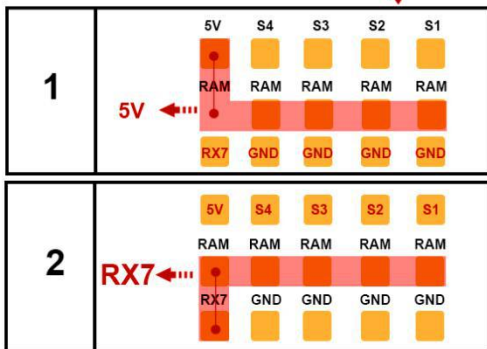 5V S4 S3 S2 S1
RAM RAM RAM RAM RAM
1
5V
RX7 GND GND GND GND
5V S4 S3 S2 S1
RAM RAM RAM RAM RAM
2
RX7
RX7 GND GND GND GND